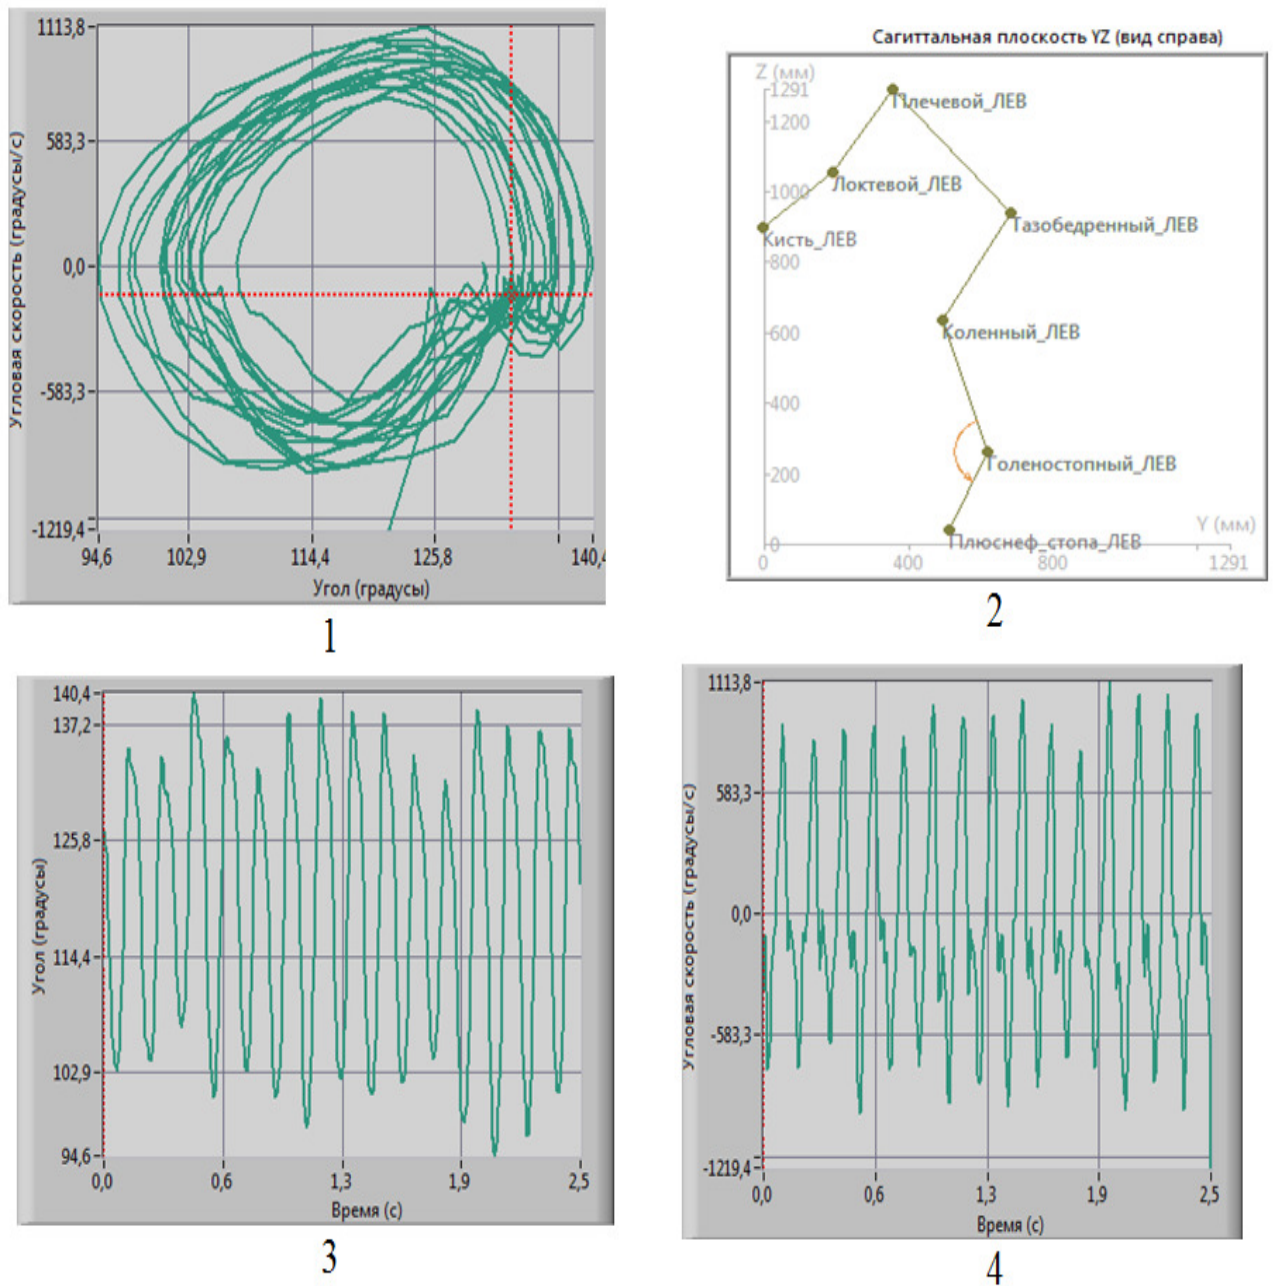 1113,8
583,3
0,0
-583,3
-1219,4
94,6 102,9 114,4 125,8 140,4
Угол (градусы)
Угловая скорость (градусы/с)
1
Сагиттальная плоскость YZ (вид справа)
Z (мм)
1291
1200
1000
800
600
400
200
0
Плечевой_ЛЕВ
Локтевой_ЛЕВ
Тазобедренный_ЛЕВ
Кисть_ЛЕВ
Коленный_ЛЕВ
Голеностопный_ЛЕВ
Плюснеф_стопа_ЛЕВ
Y (мм)
0 400 800 1291
2
140,4
137,2
125,8
114,4
102,9
94,6
0,0 0,6 1,3 1,9 2,5
Время (с)
Угол (градусы)
3
1113,8
583,3
0,0
-583,3
-1219,4
0,0 0,6 1,3 1,9 2,5
Время (с)
Угловая скорость (градусы/с)
4